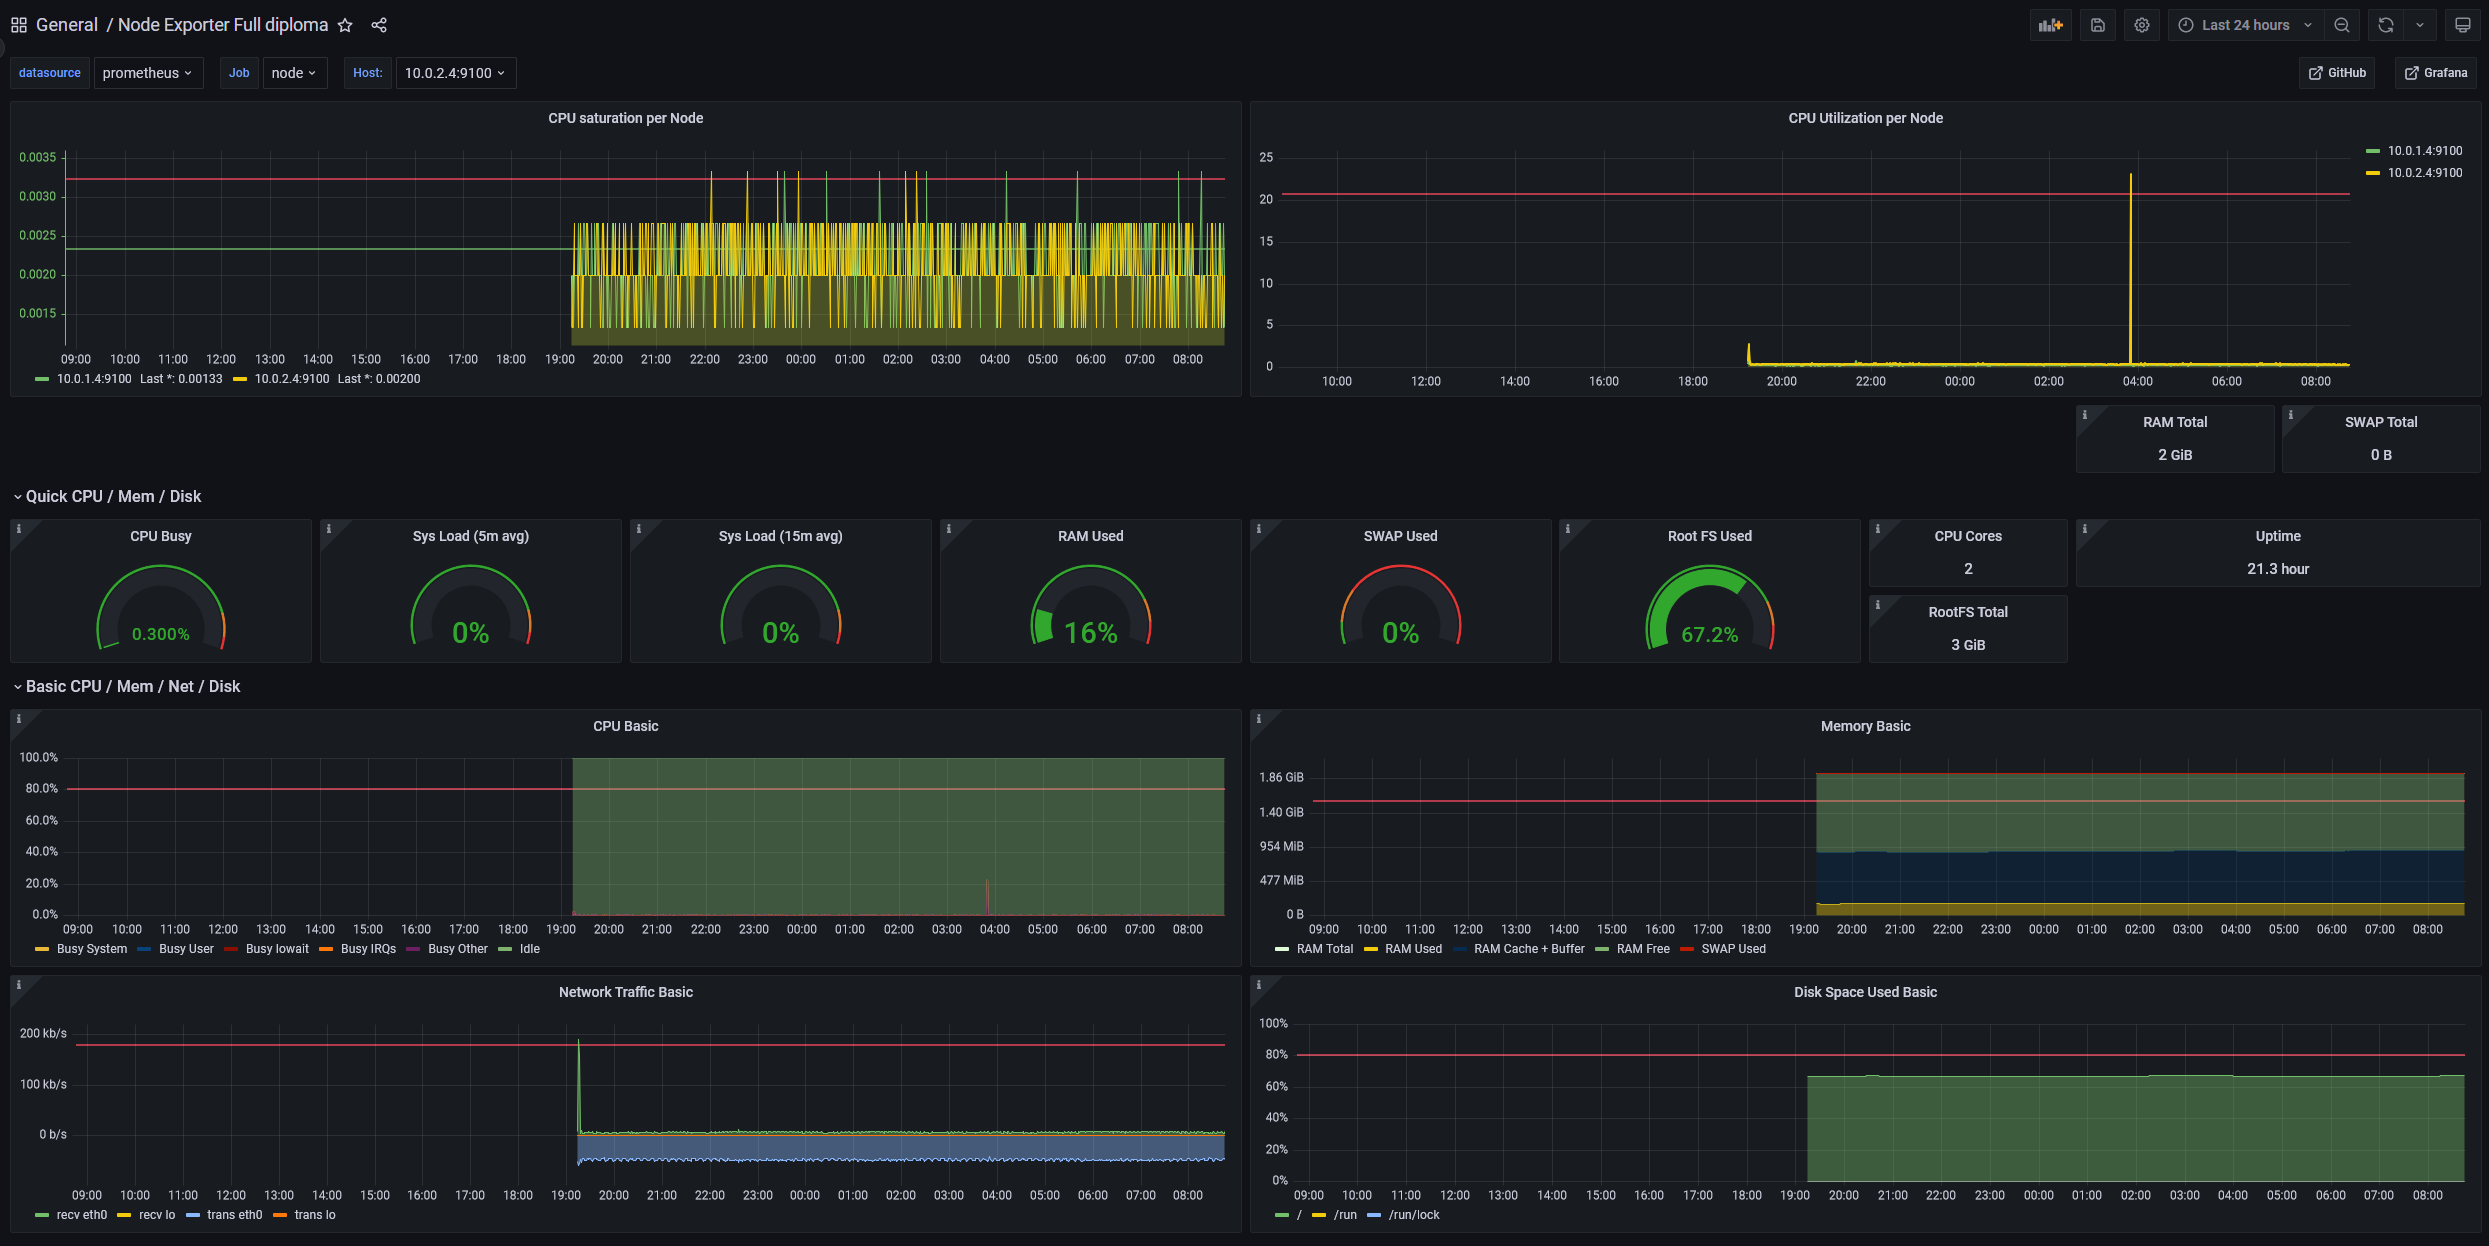 General / Node Exporter Full diploma
Last 24 hours
datasource prometheus Job node Host: 10.0.2.4:9100
GitHub Grafana
CPU saturation per Node
0.0035
0.0030
0.0025
0.0020
0.0015
09:00 10:00 11:00 12:00 13:00 14:00 15:00 16:00 17:00 18:00 19:00 20:00 21:00 22:00 23:00 00:00 01:00 02:00 03:00 04:00 05:00 06:00 07:00 08:00
10.0.1.4:9100 Last *: 0.00133 10.0.2.4:9100 Last *: 0.00200
CPU Utilization per Node
25
20
15
10
5
0
10:00 12:00 14:00 16:00 18:00 20:00 22:00 00:00 02:00 04:00 06:00 08:00
10.0.1.4:9100
10.0.2.4:9100
RAM Total
2 GiB
SWAP Total
0 B
Quick CPU / Mem / Disk
CPU Busy
0.300%
Sys Load (5m avg)
0%
Sys Load (15m avg)
0%
RAM Used
16%
SWAP Used
0%
Root FS Used
67.2%
CPU Cores
2
Uptime
21.3 hour
RootFS Total
3 GiB
Basic CPU / Mem / Net / Disk
CPU Basic
100.0%
80.0%
60.0%
40.0%
20.0%
0.0%
09:00 10:00 11:00 12:00 13:00 14:00 15:00 16:00 17:00 18:00 19:00 20:00 21:00 22:00 23:00 00:00 01:00 02:00 03:00 04:00 05:00 06:00 07:00 08:00
Busy System Busy User Busy Iowait Busy IRQs Busy Other Idle
Memory Basic
1.86 GiB
1.40 GiB
954 MiB
477 MiB
0 B
09:00 10:00 11:00 12:00 13:00 14:00 15:00 16:00 17:00 18:00 19:00 20:00 21:00 22:00 23:00 00:00 01:00 02:00 03:00 04:00 05:00 06:00 07:00 08:00
RAM Total RAM Used RAM Cache + Buffer RAM Free SWAP Used
Network Traffic Basic
200 kb/s
100 kb/s
0 b/s
09:00 10:00 11:00 12:00 13:00 14:00 15:00 16:00 17:00 18:00 19:00 20:00 21:00 22:00 23:00 00:00 01:00 02:00 03:00 04:00 05:00 06:00 07:00 08:00
recv eth0 recv lo trans eth0 trans lo
Disk Space Used Basic
100%
80%
60%
40%
20%
0%
09:00 10:00 11:00 12:00 13:00 14:00 15:00 16:00 17:00 18:00 19:00 20:00 21:00 22:00 23:00 00:00 01:00 02:00 03:00 04:00 05:00 06:00 07:00 08:00
/ /run /run/lock